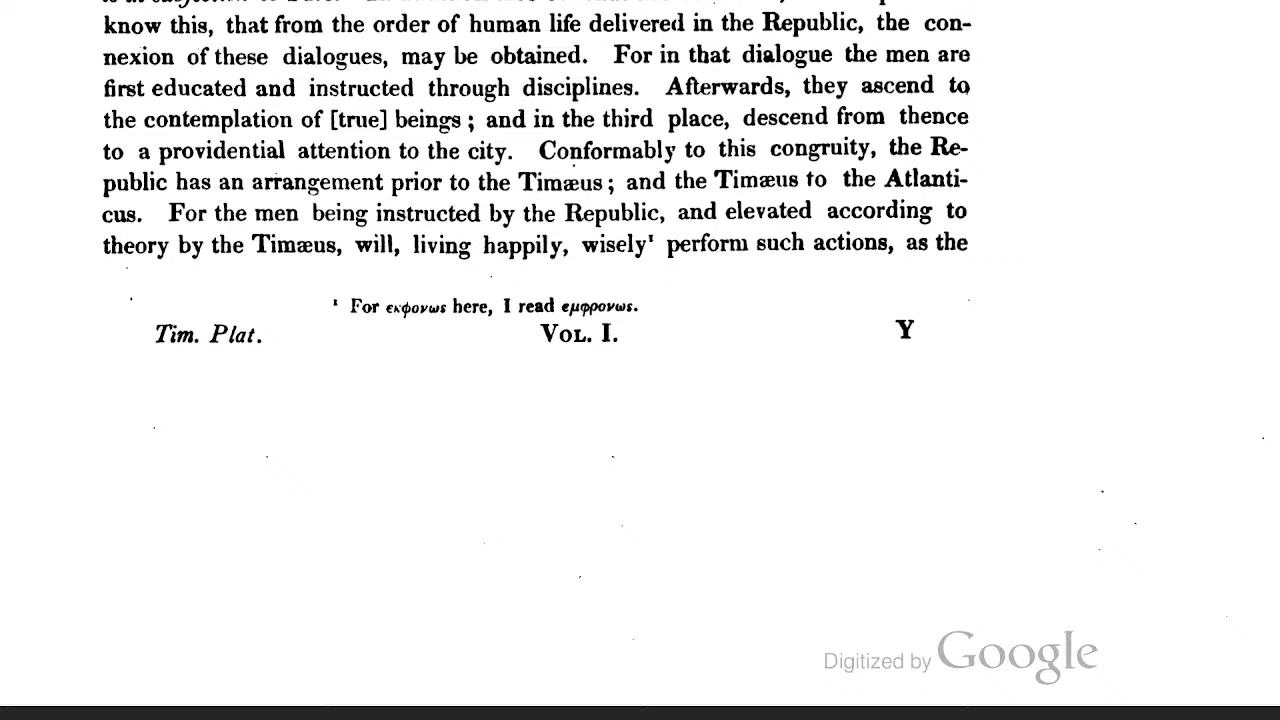 know this, that from the order of human life delivered in the Republic, the con-
nexion of these dialogues, may be obtained. For in that dialogue the men are
first educated and instructed through disciplines. Afterwards, they ascend to
the contemplation of [true] beings; and in the third place, descend from thence
to a providential attention to the city. Conformably to this congruity, the Re-
public has an arrangement prior to the Timæus; and the Timæus to the Atlanti-
cus. For the men being instructed by the Republic, and elevated according to
theory by the Timæus, will, living happily, wisely¹ perform such actions, as the
¹ For εκφονως here, I read εμφρονως.
Tim. Plat. VOL. I. Y
Digitized by Google